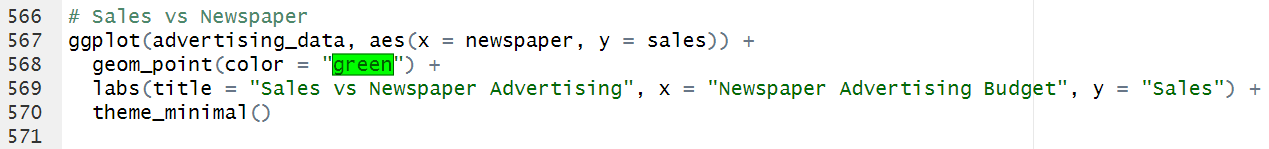 566 # Sales vs Newspaper
567 ggplot(advertising_data, aes(x = newspaper, y = sales)) +
568   geom_point(color = "green") +
569   labs(title = "Sales vs Newspaper Advertising", x = "Newspaper Advertising Budget", y = "Sales") +
570   theme_minimal()
571